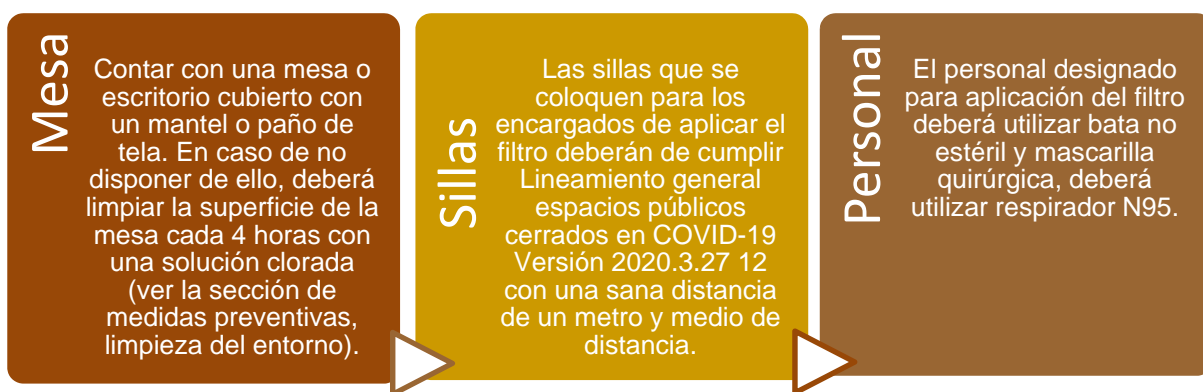 Mesa
Contar con una mesa o
escritorio cubierto con
un mantel o paño de
tela. En caso de no
disponer de ello, deberá
limpiar la superficie de la
mesa cada 4 horas con
una solución clorada
(ver la sección de
medidas preventivas,
limpieza del entorno).
Sillas
Las sillas que se
coloquen para los
encargados de aplicar el
filtro deberán de cumplir
Lineamiento general
espacios públicos
cerrados en COVID-19
Versión 2020.3.27 12
con una sana distancia
de un metro y medio de
distancia.
Personal
El personal designado
para aplicación del filtro
deberá utilizar bata no
estéril y mascarilla
quirúrgica, deberá
utilizar respirador N95.